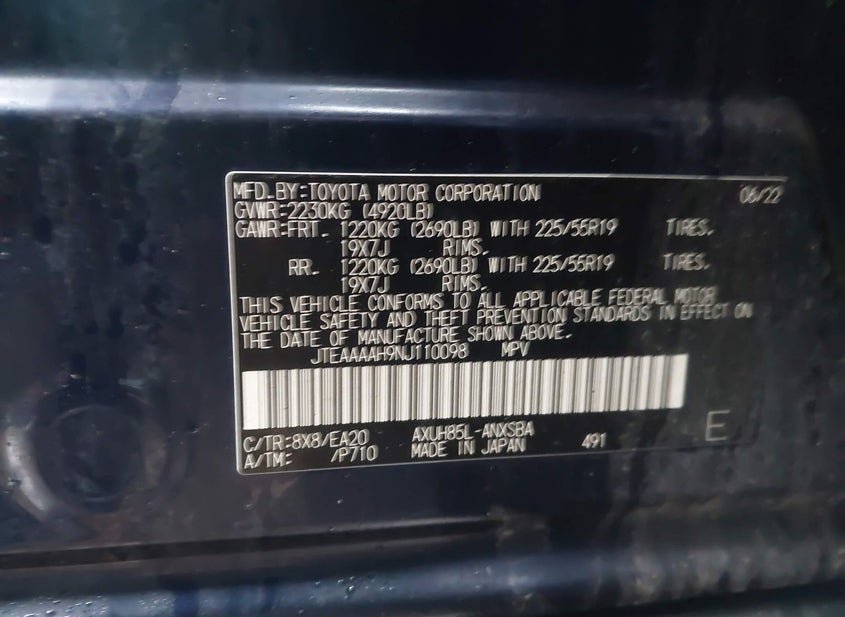 MFD.BY:TOYOTA MOTOR CORPORATION 06/22
GVWR:2230KG (4920LB)
GAWR:FRT. 1220KG (2690LB) WITH 225/55R19 TIRES.
19X7J RIMS.
RR. 1220KG (2690LB) WITH 225/55R19 TIRES.
19X7J RIMS.
THIS VEHICLE CONFORMS TO ALL APPLICABLE FEDERAL MOTOR
VEHICLE SAFETY AND THEFT PREVENTION STANDARDS IN EFFECT ON
THE DATE OF MANUFACTURE SHOWN ABOVE.
JTEAAAAH9NJ110098 MPV
C/TR:8X8/EA20 AXUH85L-ANXSBA 491 E
A/TM: /P710 MADE IN JAPAN